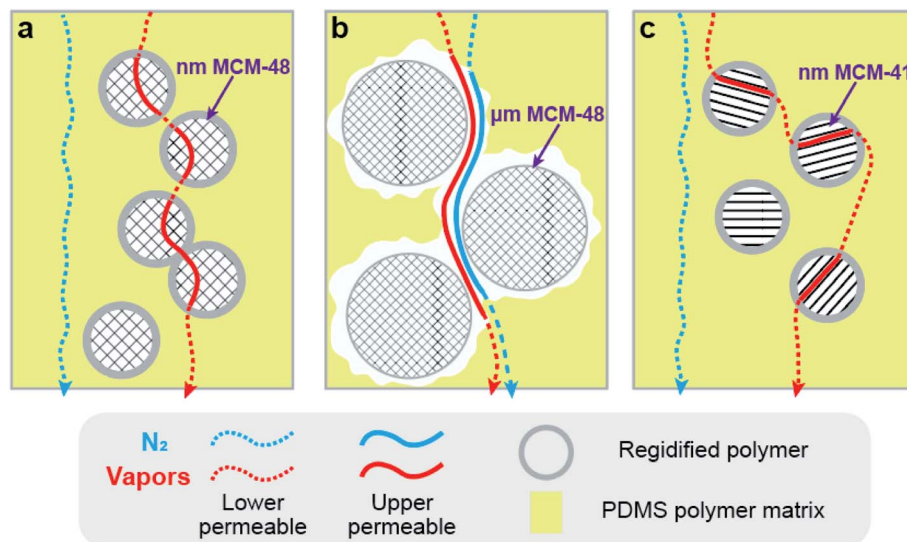 a
nm MCM-48
b
µm MCM-48
c
nm MCM-41
N₂
Vapors
Lower
permeable
Upper
permeable
Regidified polymer
PDMS polymer matrix